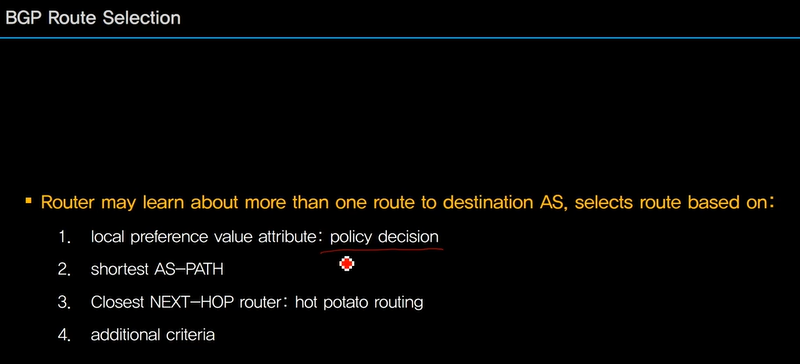 BGP Route Selection
▪ Router may learn about more than one route to destination AS, selects route based on:
1. local preference value attribute: policy decision
2. shortest AS-PATH
3. Closest NEXT-HOP router: hot potato routing
4. additional criteria